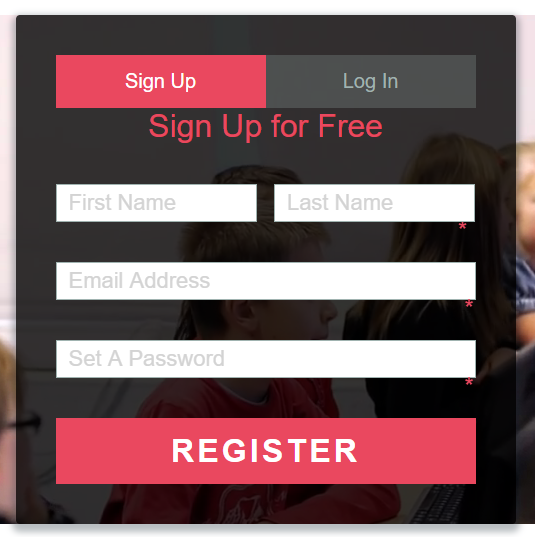 Sign Up Log In
Sign Up for Free
First Name Last Name
*
Email Address
*
Set A Password
*
REGISTER